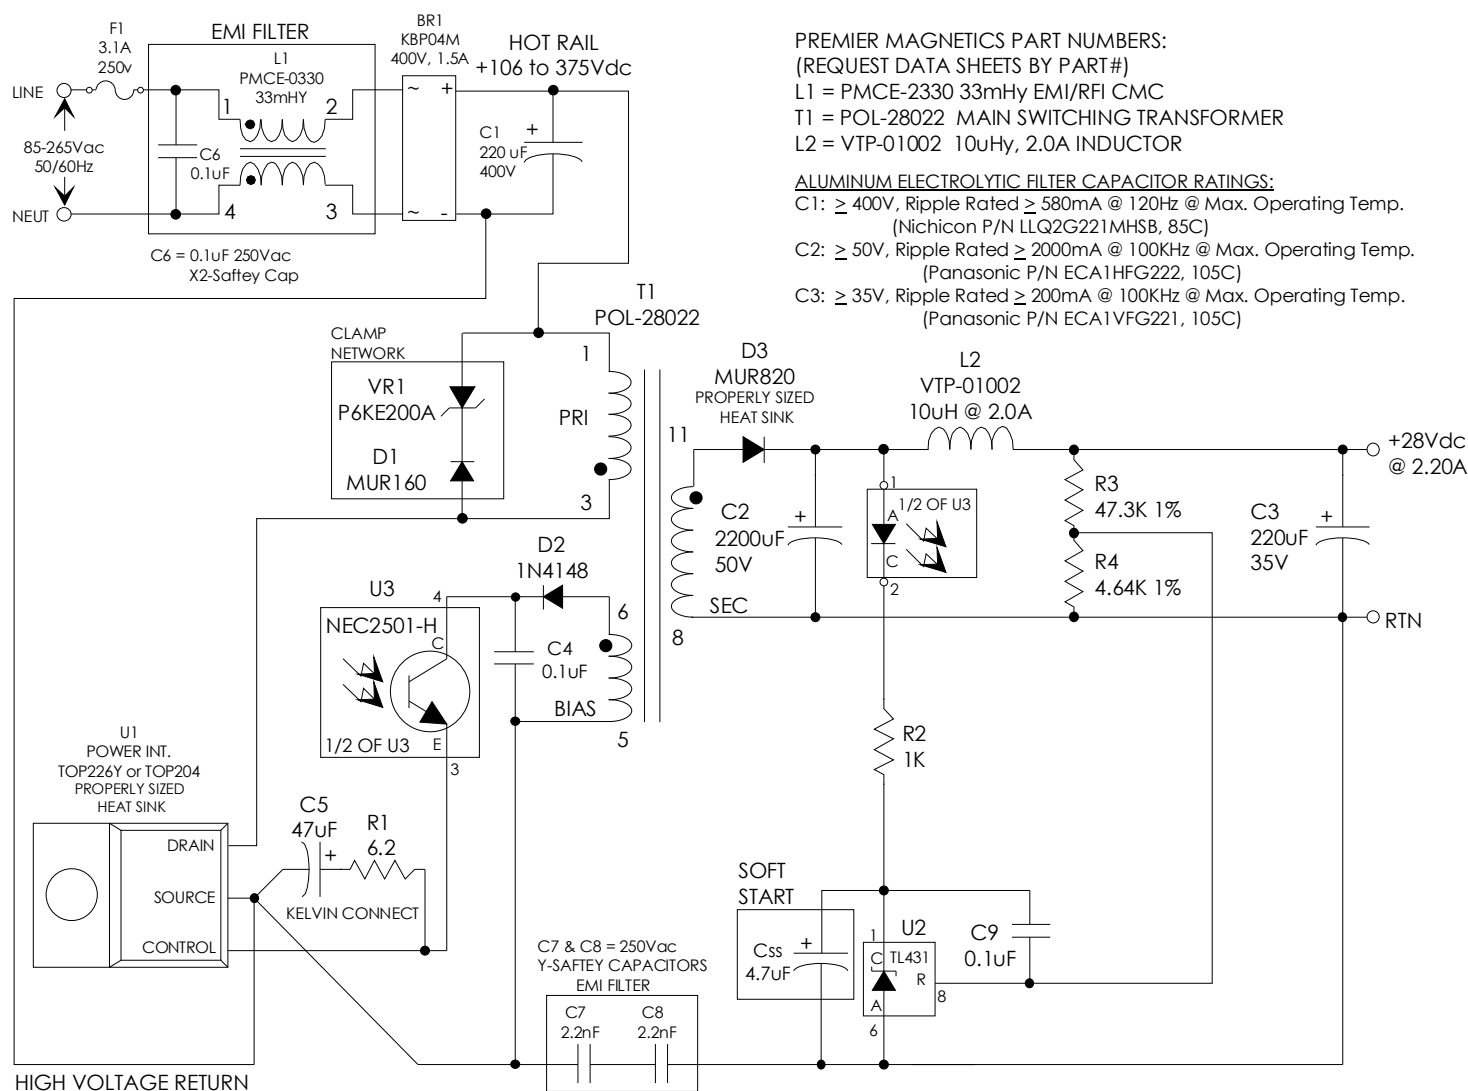 F1
3.1A
250v
EMI FILTER
L1
PMCE-0330
33mHY
BR1
KBP04M
400V, 1.5A
HOT RAIL
+106 to 375Vdc
LINE
1
2
~
+
85-265Vac
50/60Hz
C6
0.1uF
C1
220 uF
400V
+
NEUT
4
3
~
-
C6 = 0.1uF 250Vac
X2-Saftey Cap
PREMIER MAGNETICS PART NUMBERS:
(REQUEST DATA SHEETS BY PART#)
L1 = PMCE-2330 33mHy EMI/RFI CMC
T1 = POL-28022 MAIN SWITCHING TRANSFORMER
L2 = VTP-01002 10uHy, 2.0A INDUCTOR
ALUMINUM ELECTROLYTIC FILTER CAPACITOR RATINGS:
C1: ≥ 400V, Ripple Rated ≥ 580mA @ 120Hz @ Max. Operating Temp.
(Nichicon P/N LLQ2G221MHSB, 85C)
C2: ≥ 50V, Ripple Rated ≥ 2000mA @ 100KHz @ Max. Operating Temp.
(Panasonic P/N ECA1HFG222, 105C)
C3: ≥ 35V, Ripple Rated ≥ 200mA @ 100KHz @ Max. Operating Temp.
(Panasonic P/N ECA1VFG221, 105C)
T1
POL-28022
CLAMP
NETWORK
VR1
P6KE200A
D1
MUR160
1
PRI
3
D3
MUR820
PROPERLY SIZED
HEAT SINK
11
L2
VTP-01002
10uH @ 2.0A
+28Vdc
@ 2.20A
C2
2200uF
50V
+
1
1/2 OF U3
A
C
2
R3
47.3K 1%
R4
4.64K 1%
C3
220uF
35V
+
SEC
8
RTN
D2
1N4148
U3
4
NEC2501-H
C
1/2 OF U3
E
3
C4
0.1uF
6
BIAS
5
R2
1K
U1
POWER INT.
TOP226Y or TOP204
PROPERLY SIZED
HEAT SINK
DRAIN
SOURCE
CONTROL
C5
47uF
+
R1
6.2
KELVIN CONNECT
SOFT
START
Css
4.7uF
+
1
U2
C
TL431
R
8
A
6
C9
0.1uF
C7 & C8 = 250Vac
Y-SAFTEY CAPACITORS
EMI FILTER
C7
2.2nF
C8
2.2nF
HIGH VOLTAGE RETURN